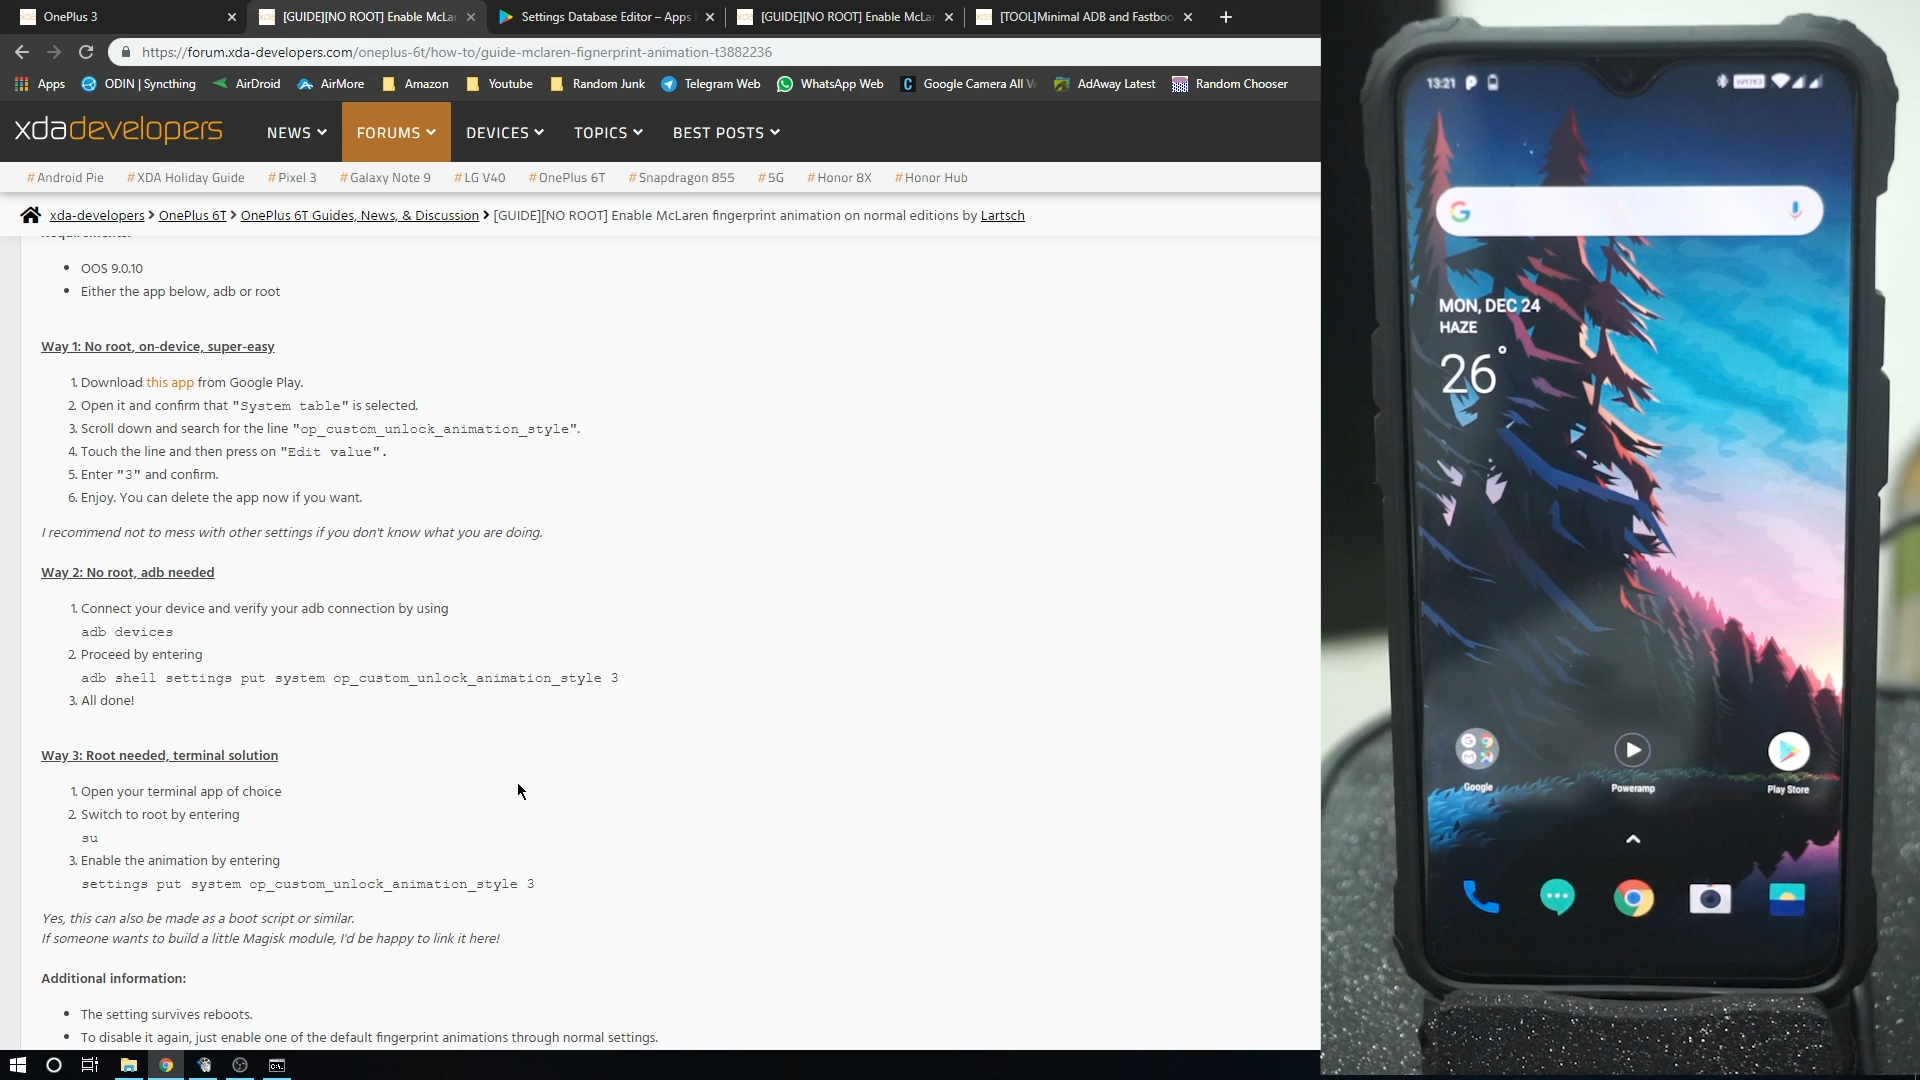 OnePlus 3
[GUIDE][NO ROOT] Enable McLar
Settings Database Editor – Apps
[GUIDE][NO ROOT] Enable McLa
[TOOL]Minimal ADB and Fastboo
https://forum.xda-developers.com/oneplus-6t/how-to/guide-mclaren-fignerprint-animation-t3882236
Apps
ODIN | Syncthing
AirDroid
AirMore
Amazon
Youtube
Random Junk
Telegram Web
WhatsApp Web
Google Camera All V
AdAway Latest
Random Chooser
xdadevelopers
NEWS
FORUMS
DEVICES
TOPICS
BEST POSTS
#Android Pie
#XDA Holiday Guide
#Pixel 3
#Galaxy Note 9
#LG V40
#OnePlus 6T
#Snapdragon 855
#5G
#Honor 8X
#Honor Hub
xda-developers > OnePlus 6T > OnePlus 6T Guides, News, & Discussion > [GUIDE][NO ROOT] Enable McLaren fingerprint animation on normal editions by Lartsch
Requirements:
• OOS 9.0.10
• Either the app below, adb or root
Way 1: No root, on-device, super-easy
1. Download this app from Google Play.
2. Open it and confirm that "System table" is selected.
3. Scroll down and search for the line "op_custom_unlock_animation_style".
4. Touch the line and then press on "Edit value".
5. Enter "3" and confirm.
6. Enjoy. You can delete the app now if you want.
I recommend not to mess with other settings if you don't know what you are doing.
Way 2: No root, adb needed
1. Connect your device and verify your adb connection by using
adb devices
2. Proceed by entering
adb shell settings put system op_custom_unlock_animation_style 3
3. All done!
Way 3: Root needed, terminal solution
1. Open your terminal app of choice
2. Switch to root by entering
su
3. Enable the animation by entering
settings put system op_custom_unlock_animation_style 3
Yes, this can also be made as a boot script or similar.
If someone wants to build a little Magisk module, I'd be happy to link it here!
Additional information:
• The setting survives reboots.
• To disable it again, just enable one of the default fingerprint animations through normal settings.
13:21
MON, DEC 24
HAZE
26°
Google
Poweramp
Play Store